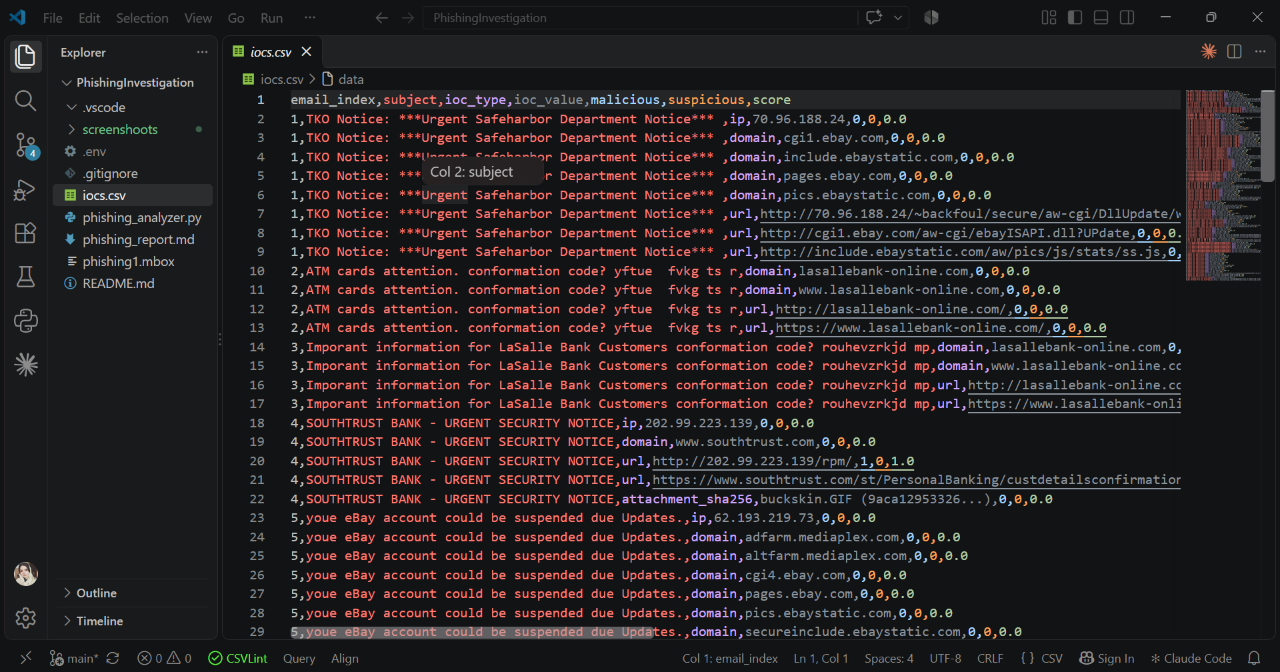 File Edit Selection View Go Run ··· PhishingInvestigation
Explorer ···
PhishingInvestigation
.vscode
screenshoots
.env
.gitignore
iocs.csv
phishing_analyzer.py
phishing_report.md
phishing1.mbox
README.md
Outline
Timeline
4
iocs.csv
iocs.csv > data
1 email_index,subject,ioc_type,ioc_value,malicious,suspicious,score
2 1,TKO Notice: ***Urgent Safeharbor Department Notice*** ,ip,70.96.188.24,0,0,0.0
3 1,TKO Notice: ***Urgent Safeharbor Department Notice*** ,domain,cgi1.ebay.com,0,0,0.0
4 1,TKO Notice: ***Urgent Safeharbor Department Notice*** ,domain,include.ebaystatic.com,0,0,0.0
5 1,TKO Notice: ***Safeharbor Department Notice*** ,domain,pages.ebay.com,0,0,0.0
Col 2: subject
6 1,TKO Notice: ***Urgent Safeharbor Department Notice*** ,domain,pics.ebaystatic.com,0,0,0.0
7 1,TKO Notice: ***Urgent Safeharbor Department Notice*** ,url,http://70.96.188.24/~backfoul/secure/aw-cgi/DllUpdate/w
8 1,TKO Notice: ***Urgent Safeharbor Department Notice*** ,url,http://cgi1.ebay.com/aw-cgi/ebayISAPI.dll?UPdate,0,0,0.
9 1,TKO Notice: ***Urgent Safeharbor Department Notice*** ,url,http://include.ebaystatic.com/aw/pics/js/stats/ss.js,0,
10 2,ATM cards attention. conformation code? yftue  fvkg ts r,domain,lasallebank-online.com,0,0,0.0
11 2,ATM cards attention. conformation code? yftue  fvkg ts r,domain,www.lasallebank-online.com,0,0,0.0
12 2,ATM cards attention. conformation code? yftue  fvkg ts r,url,http://lasallebank-online.com/,0,0,0.0
13 2,ATM cards attention. conformation code? yftue  fvkg ts r,url,https://www.lasallebank-online.com/,0,0,0.0
14 3,Imporant information for LaSalle Bank Customers conformation code? rouhevzrkjd mp,domain,lasallebank-online.com,0,
15 3,Imporant information for LaSalle Bank Customers conformation code? rouhevzrkjd mp,domain,www.lasallebank-online.cc
16 3,Imporant information for LaSalle Bank Customers conformation code? rouhevzrkjd mp,url,http://lasallebank-online.cc
17 3,Imporant information for LaSalle Bank Customers conformation code? rouhevzrkjd mp,url,https://www.lasallebank-onli
18 4,SOUTHTRUST BANK - URGENT SECURITY NOTICE,ip,202.99.223.139,0,0,0.0
19 4,SOUTHTRUST BANK - URGENT SECURITY NOTICE,domain,www.southtrust.com,0,0,0.0
20 4,SOUTHTRUST BANK - URGENT SECURITY NOTICE,url,http://202.99.223.139/rpm/,1,0,1.0
21 4,SOUTHTRUST BANK - URGENT SECURITY NOTICE,url,https://www.southtrust.com/st/PersonalBanking/custdetailsconfirmation
22 4,SOUTHTRUST BANK - URGENT SECURITY NOTICE,attachment_sha256,buckskin.GIF (9aca12953326...),0,0,0.0
23 5,youe eBay account could be suspended due Updates.,ip,62.193.219.73,0,0,0.0
24 5,youe eBay account could be suspended due Updates.,domain,adfarm.mediaplex.com,0,0,0.0
25 5,youe eBay account could be suspended due Updates.,domain,altfarm.mediaplex.com,0,0,0.0
26 5,youe eBay account could be suspended due Updates.,domain,cgi4.ebay.com,0,0,0.0
27 5,youe eBay account could be suspended due Updates.,domain,pages.ebay.com,0,0,0.0
28 5,youe eBay account could be suspended due Updates.,domain,pics.ebaystatic.com,0,0,0.0
29 5,youe eBay account could be suspended due Updates.,domain,secureinclude.ebaystatic.com,0,0,0.0
main* 0 0 CSVLint Query Align Col 1: email_index Ln 1, Col 1 Spaces: 4 UTF-8 CRLF {} CSV Sign In Claude Code